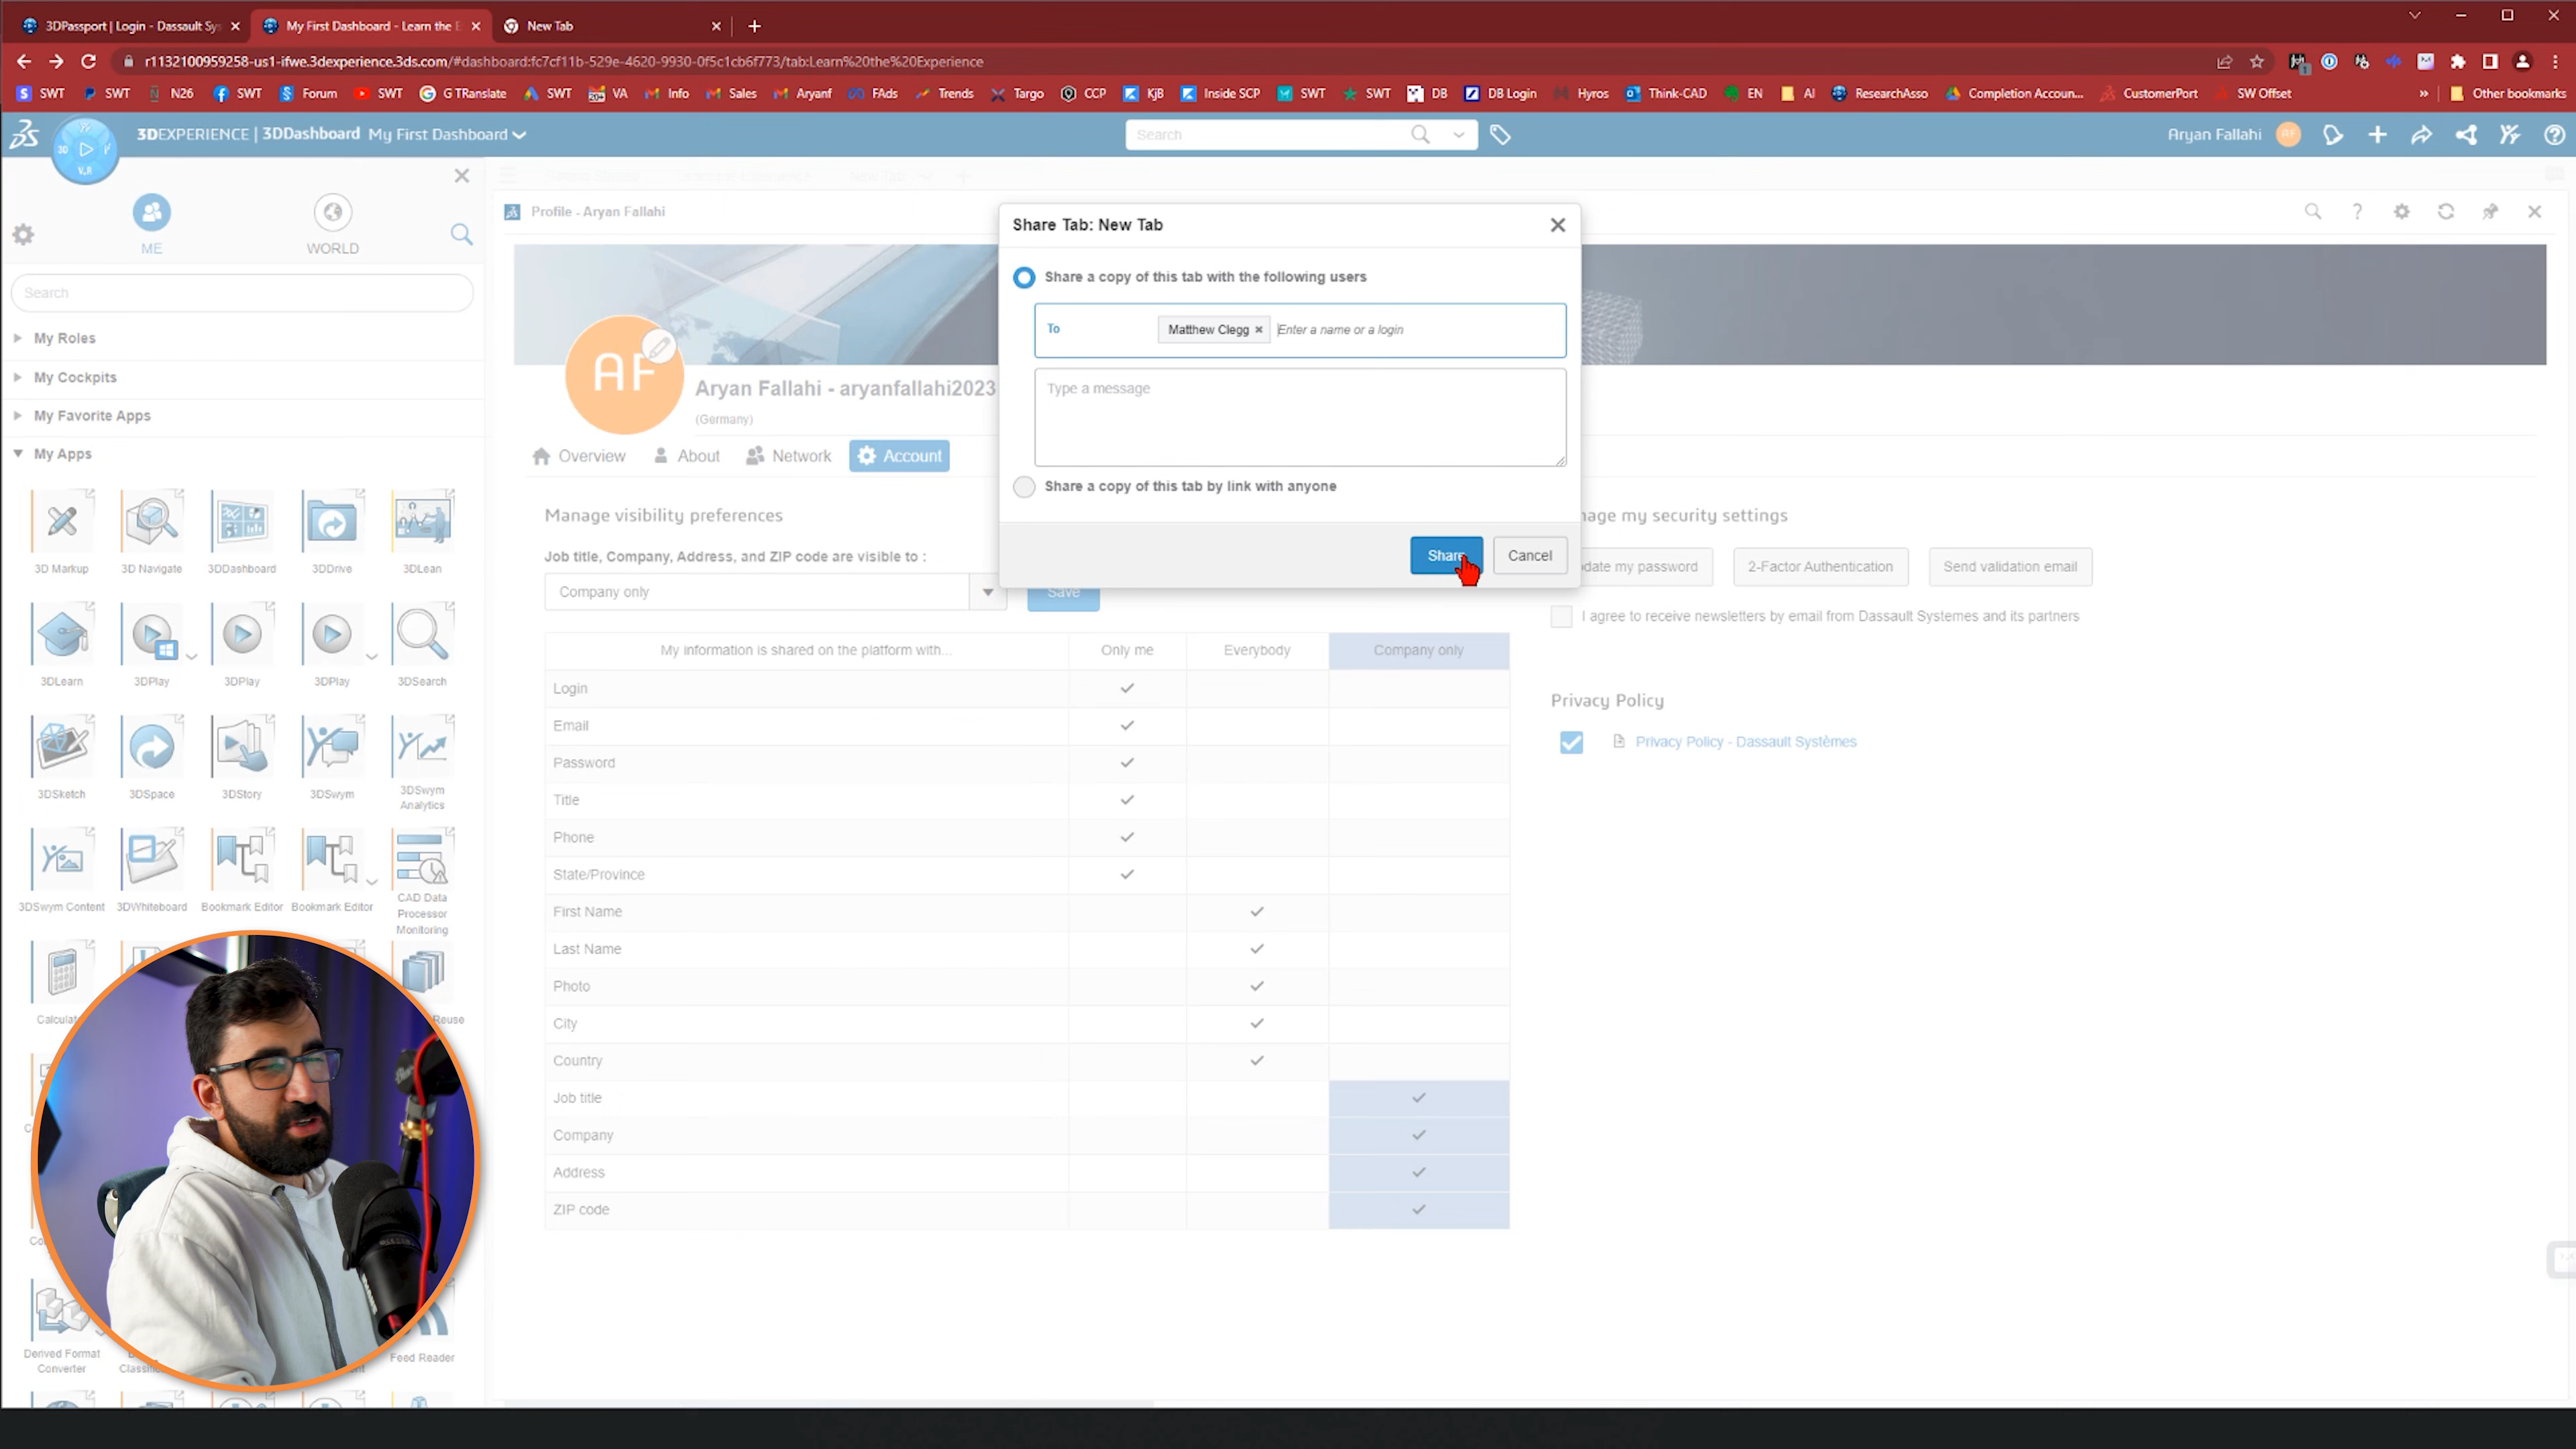 3DPassport | Login - Dassault Sys
My First Dashboard - Learn the E
New Tab
r1132100959258-us1-ifwe.3dexperience.3ds.com/#dashboard:fc7cf11b-529e-4620-9930-0f5c1cb6f773/tab:Learn%20the%20Experience
SWT SWT N26 SWT Forum SWT G TRanslate SWT VA Info Sales Aryanf FAds Trends Targo CCP KJB Inside SCP SWT SWT DB DB Login Hyros Think-CAD EN AI ResearchAsso Completion Accoun... CustomerPort SW Offset » Other bookmarks
3DEXPERIENCE | 3DDashboard My First Dashboard
Search
Aryan Fallahi AF
3D V.R
ME
WORLD
Search
My Roles
My Cockpits
My Favorite Apps
My Apps
3D Markup 3D Navigate 3DDashboard 3DDrive 3DLean
3DLearn 3DPlay 3DPlay 3DPlay 3DSearch
3DSketch 3DSpace 3DStory 3DSwym 3DSwym Analytics
3DSwym Content 3DWhiteboard Bookmark Editor Bookmark Editor CAD Data Processor Monitoring
Calculat
Reuse
Derived Format Converter
Feed Reader
Profile - Aryan Fallahi
AF
Aryan Fallahi - aryanfallahi2023
(Germany)
Overview About Network Account
Manage visibility preferences
Job title, Company, Address, and ZIP code are visible to :
Company only
Save
My information is shared on the platform with... Only me Everybody Company only
Login
Email
Password
Title
Phone
State/Province
First Name
Last Name
Photo
City
Country
Job title
Company
Address
ZIP code
Share Tab: New Tab
Share a copy of this tab with the following users
To Matthew Clegg × Enter a name or a login
Type a message
Share a copy of this tab by link with anyone
Share Cancel
nage my security settings
date my password 2-Factor Authentication Send validation email
I agree to receive newsletters by email from Dassault Systemes and its partners
Privacy Policy
Privacy Policy - Dassault Systèmes